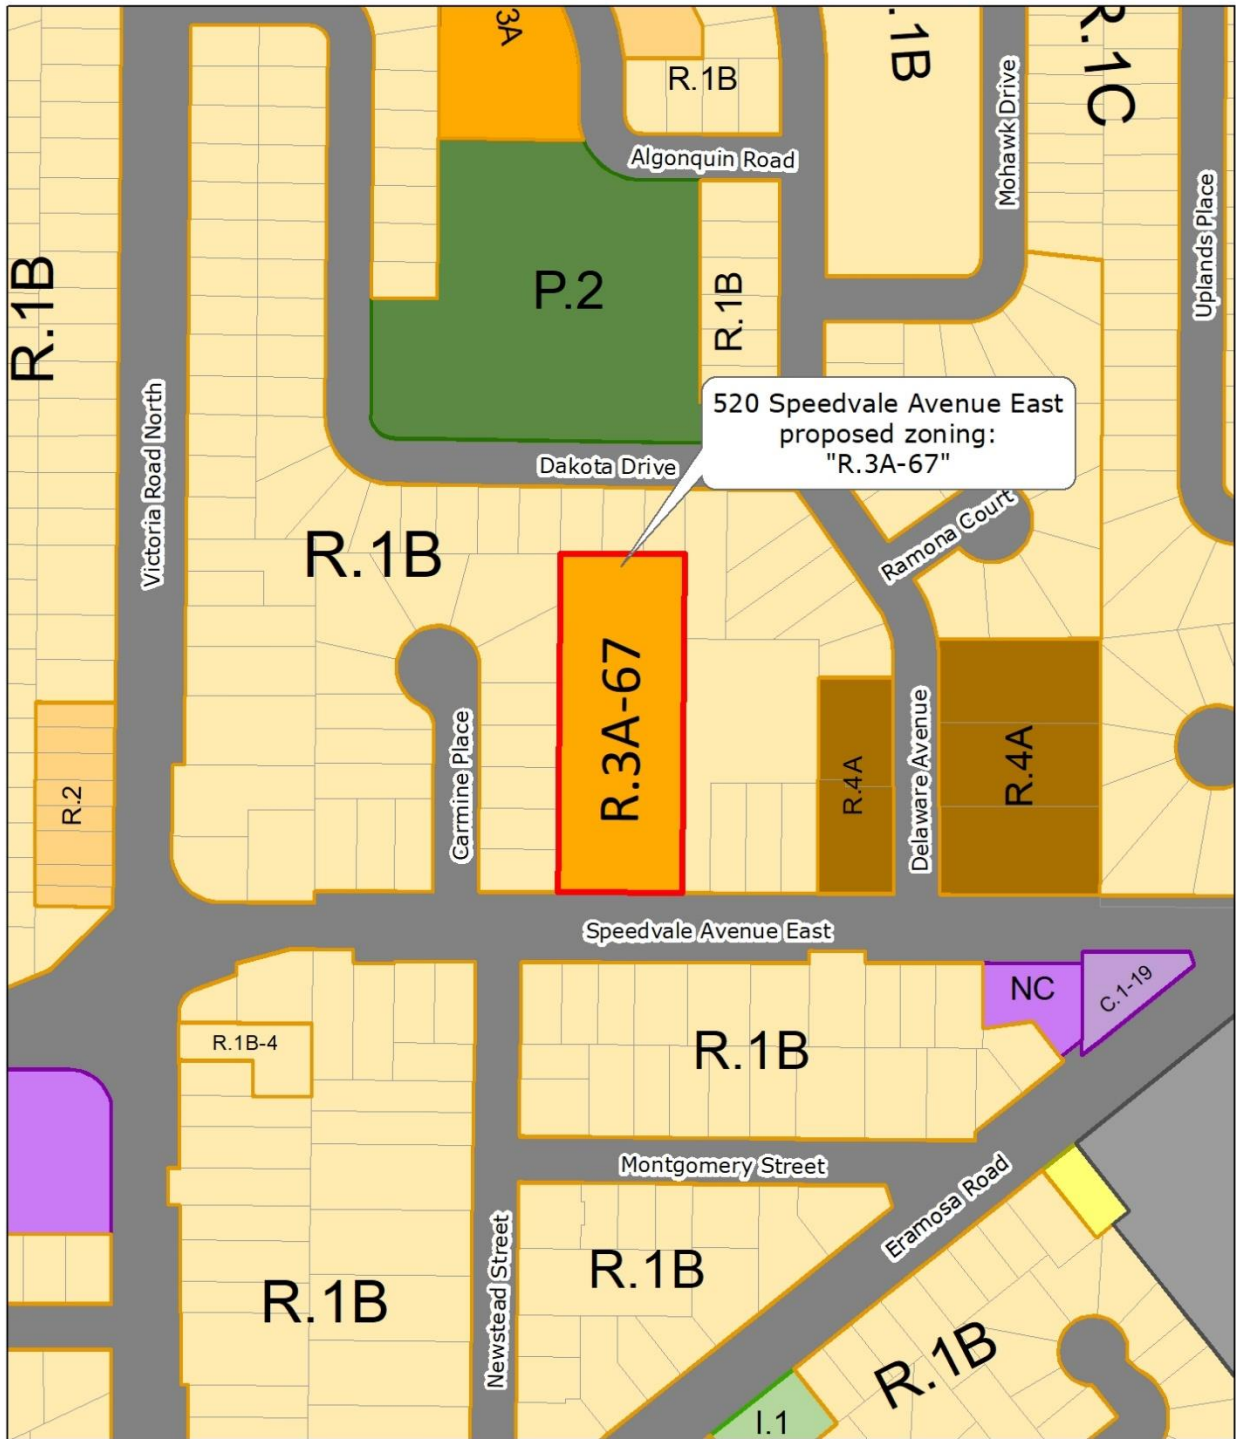 3A
R.1B
.1B
R.1C
Mohawk Drive
Algonquin Road
Uplands Place
R.1B
P.2
R.1B
Victoria Road North
520 Speedvale Avenue East
proposed zoning:
"R.3A-67"
Dakota Drive
Ramona Court
R.1B
R.3A-67
Carmine Place
R.2
R.4A
Delaware Avenue
R.4A
Speedvale Avenue East
NC
C.1-19
R.1B-4
R.1B
Montgomery Street
Eramosa Road
Newstead Street
R.1B
R.1B
R.1B
I.1